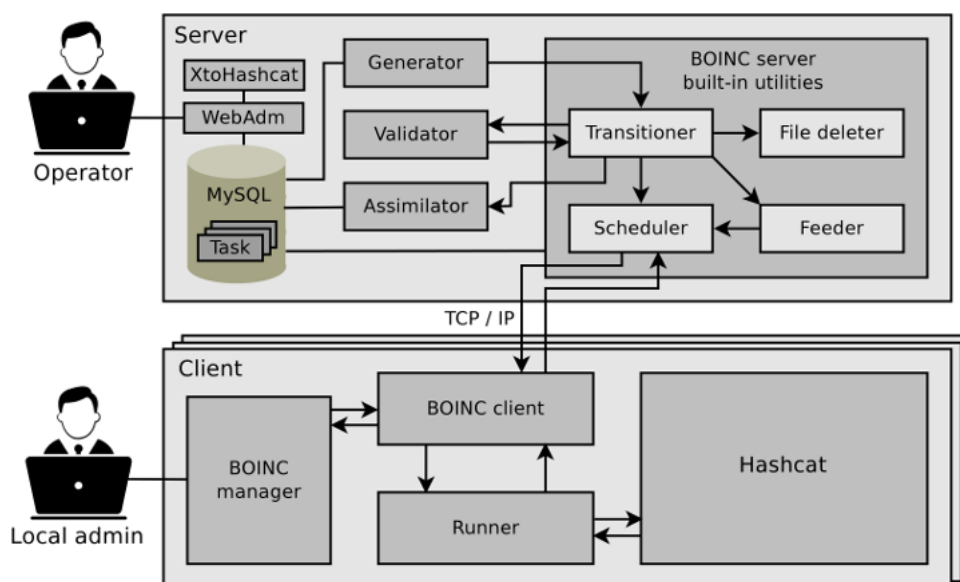 Server
XtoHashcat
WebAdm
Operator
MySQL
Task
Generator
Validator
Assimilator
BOINC server
built-in utilities
Transitioner
File deleter
Scheduler
Feeder
TCP / IP
Client
Local admin
BOINC
manager
BOINC client
Runner
Hashcat